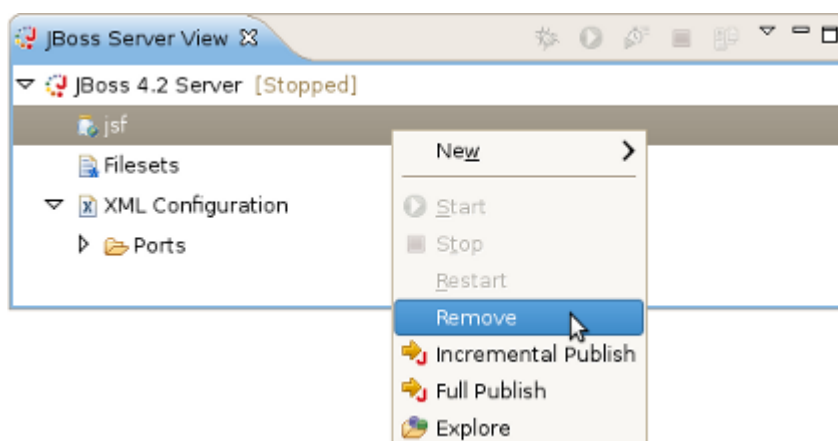 JBoss Server View
JBoss 4.2 Server [Stopped]
jsf
Filesets
XML Configuration
Ports
New
Start
Stop
Restart
Remove
Incremental Publish
Full Publish
Explore